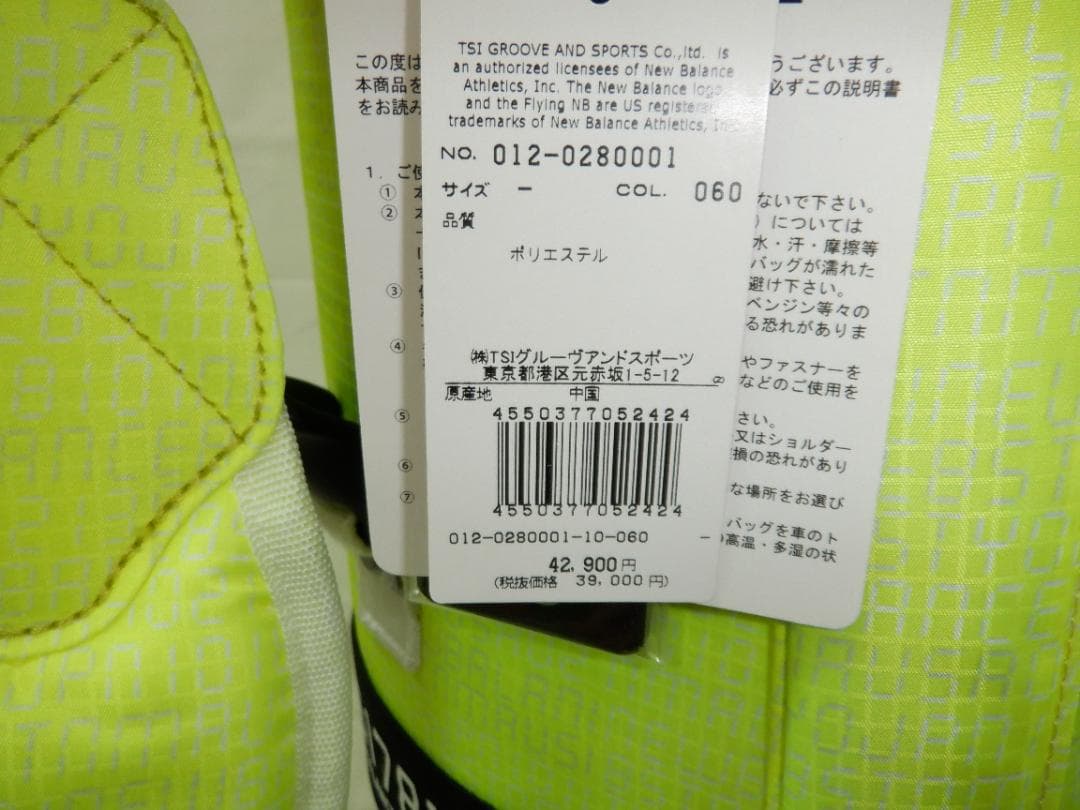 TSI GROOVE AND SPORTS Co.,ltd. is
an authorized licensees of New Balance
Athletics, Inc. The New Balance logo
and the Flying NB are US registera
trademarks of New Balance Athletics, Inc.
NO. 012-0280001
サイズ - COL. 060
品質
ポリエステル
㈱TSIグルーヴアンドスポーツ
東京都港区元赤坂1-5-12
原産地 中国
4550377052424
4550377052424
012-0280001-10-060 -
42,900円
(税抜価格 39,000円)
この度は
本商品を
をお読み
1. ご使
①
②
③
④
⑤
⑥
⑦
うございます。
必ずこの説明書
ないで下さい。
）については
水・汗・摩擦等
バッグが濡れた
避け下さい。
ベンジン等々の
る恐れがありま
やファスナーを
などのご使用を
さい。
又はショルダー
損の恐れがあり
な場所をお選び
バッグを車のト
高温・多湿の状